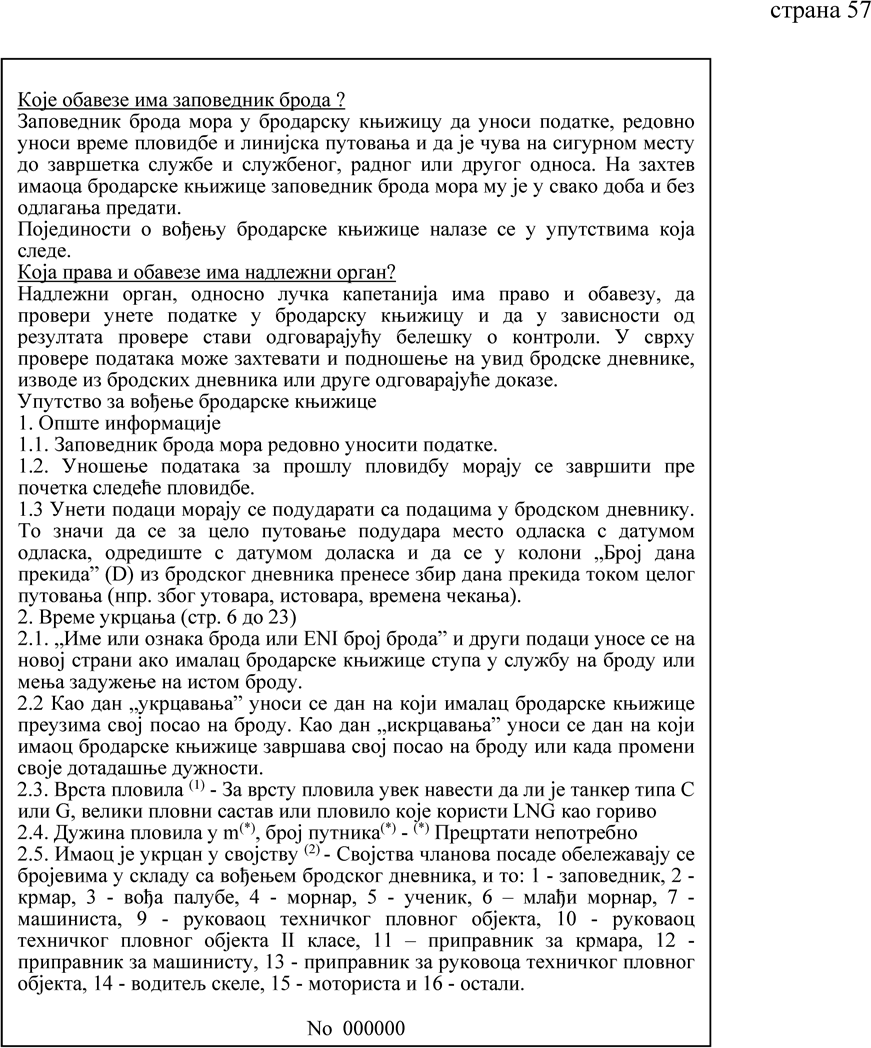 страна 57
Које обавезе има заповедник брода ?
Заповедник брода мора у бродарску књижицу да уноси податке, редовно
уноси време пловидбе и линијска путовања и да је чува на сигурном месту
до завршетка службе и службеног, радног или другог односа. На захтев
имаоца бродарске књижице заповедник брода мора му је у свако доба и без
одлагања предати.
Појединости о вођењу бродарске књижице налазе се у упутствима која
следе.
Која права и обавезе има надлежни орган?
Надлежни орган, односно лучка капетанија има право и обавезу, да
провери унете податке у бродарску књижицу и да у зависности од
резултата провере стави одговарајућу белешку о контроли. У сврху
провере података може захтевати и подношење на увид бродске дневнике,
изводе из бродских дневника или друге одговарајуће доказе.
Упутство за вођење бродарске књижице
1. Опште информације
1.1. Заповедник брода мора редовно уносити податке.
1.2. Уношење података за прошлу пловидбу морају се завршити пре
почетка следеће пловидбе.
1.3 Унети подаци морају се подударати са подацима у бродском дневнику.
То значи да се за цело путовање подудара место одласка с датумом
одласка, одредиште с датумом доласка и да се у колони „Број дана
прекида” (D) из бродског дневника пренесе збир дана прекида током целог
путовања (нпр. због утовара, истовара, времена чекања).
2. Време укрцања (стр. 6 до 23)
2.1. „Име или ознака брода или ENI број брода” и други подаци уносе се на
новој страни ако ималац бродарске књижице ступа у службу на броду или
мења задужење на истом броду.
2.2 Као дан „укрцавања” уноси се дан на који ималац бродарске књижице
преузима свој посао на броду. Као дан „искрцавања” уноси се дан на који
имаоц бродарске књижице завршава свој посао на броду или када промени
своје дотадашње дужности.
2.3. Врста пловила (1) - За врсту пловила увек навести да ли је танкер типа C
или G, велики пловни састав или пловило које користи LNG као гориво
2.4. Дужина пловила у m(*), број путника(*) - (*) Прецртати непотребно
2.5. Имаоц је укрцан у својству (2) - Својства чланова посаде обележавају се
бројевима у складу са вођењем бродског дневника, и то: 1 - заповедник, 2 -
крмар, 3 - вођа палубе, 4 - морнар, 5 - ученик, 6 – млађи морнар, 7 -
машиниста, 9 - руковаоц техничког пловног објекта, 10 - руковаоц
техничког пловног објекта II класе, 11 – приправник за крмара, 12 -
приправник за машинисту, 13 - приправник за руковоца техничког пловног
објекта, 14 - водитељ скеле, 15 - моториста и 16 - остали.
No 000000